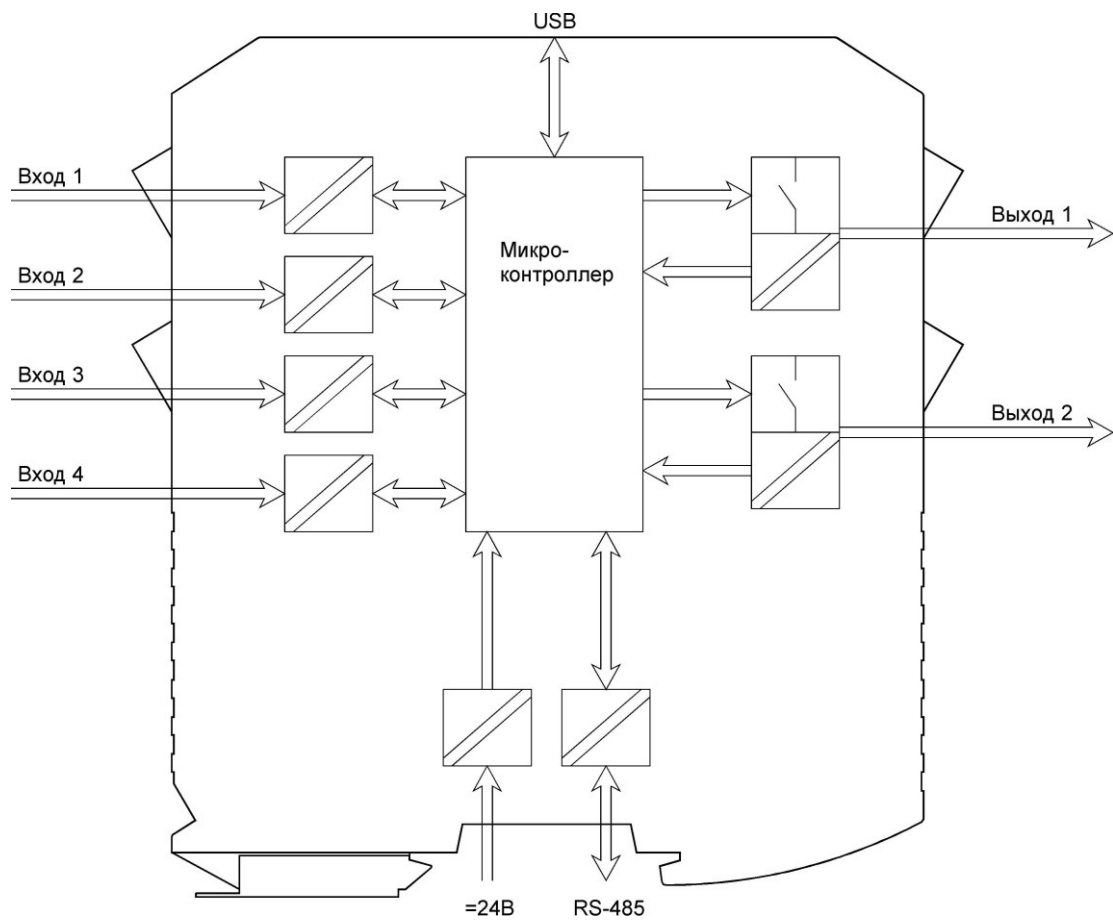 USB
Вход 1
Вход 2
Вход 3
Вход 4
Микро-
контроллер
Выход 1
Выход 2
=24В
RS-485